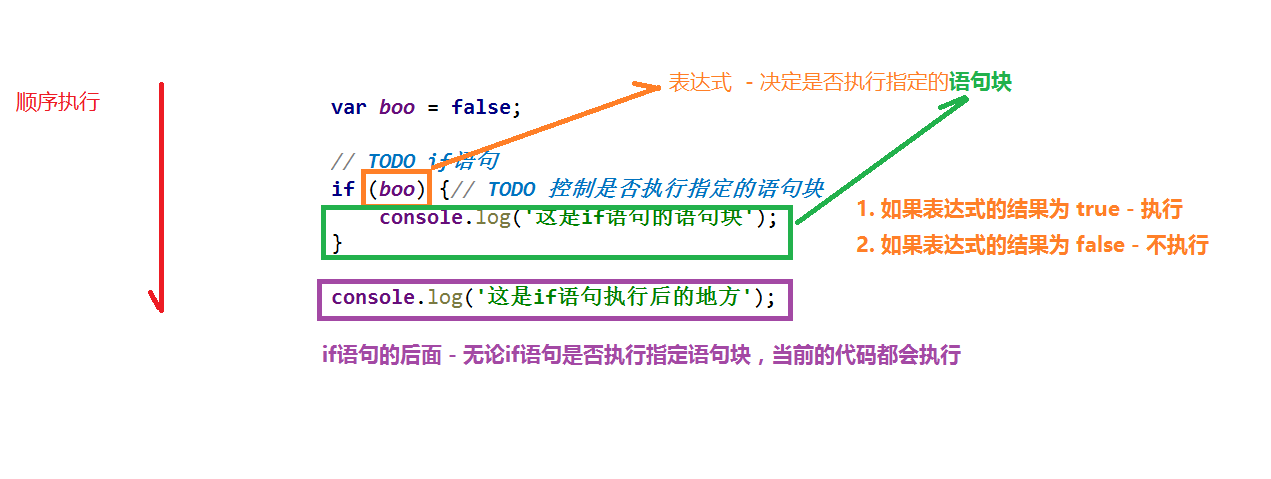 表达式 - 决定是否执行指定的语句块
顺序执行
var boo = false;
// TODO if语句
if (boo) {// TODO 控制是否执行指定的语句块
console.log('这是if语句的语句块');
1. 如果表达式的结果为 true - 执行
}
2. 如果表达式的结果为 false - 不执行
console.log('这是if语句执行后的地方');
if语句的后面 - 无论if语句是否执行指定语句块，当前的代码都会执行